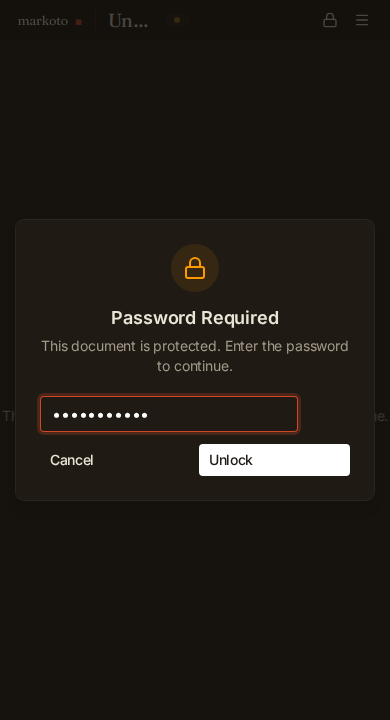 markoto
Un...
Password Required
This document is protected. Enter the password
to continue.
•••••••••••
Cancel
Unlock